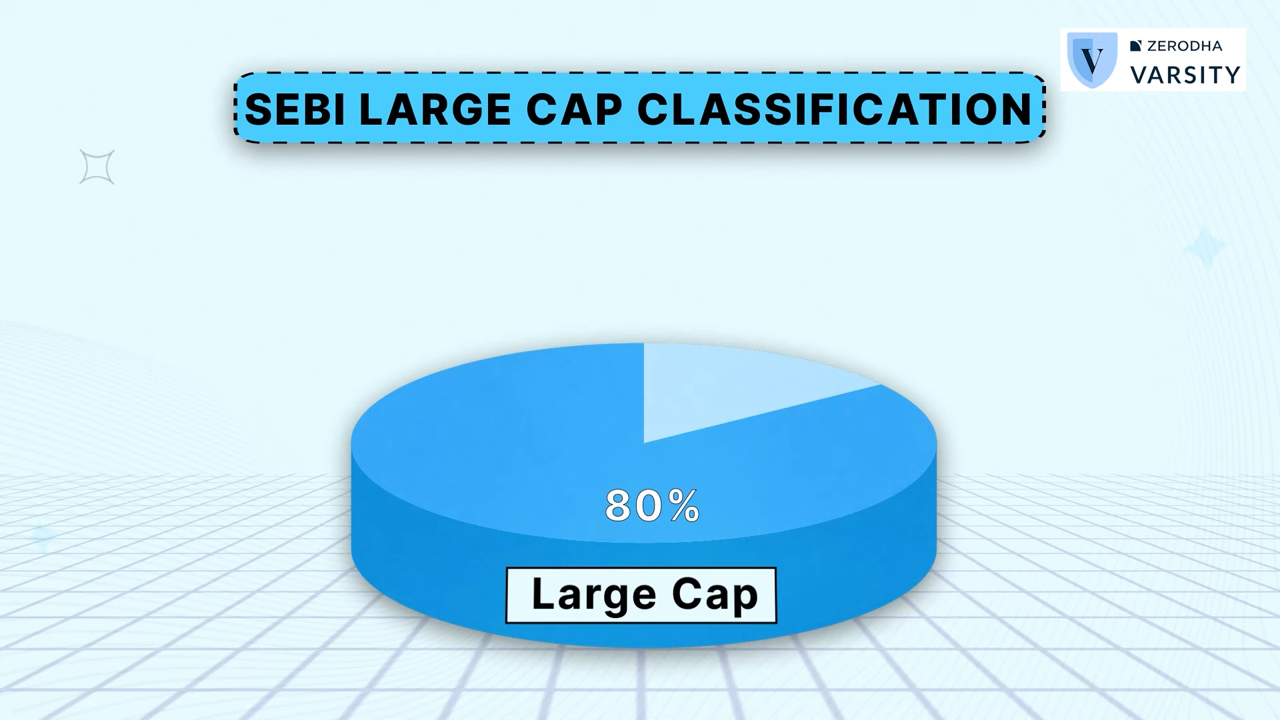 SEBI LARGE CAP CLASSIFICATION
V
ZERODHA
VARSITY
80%
Large Cap